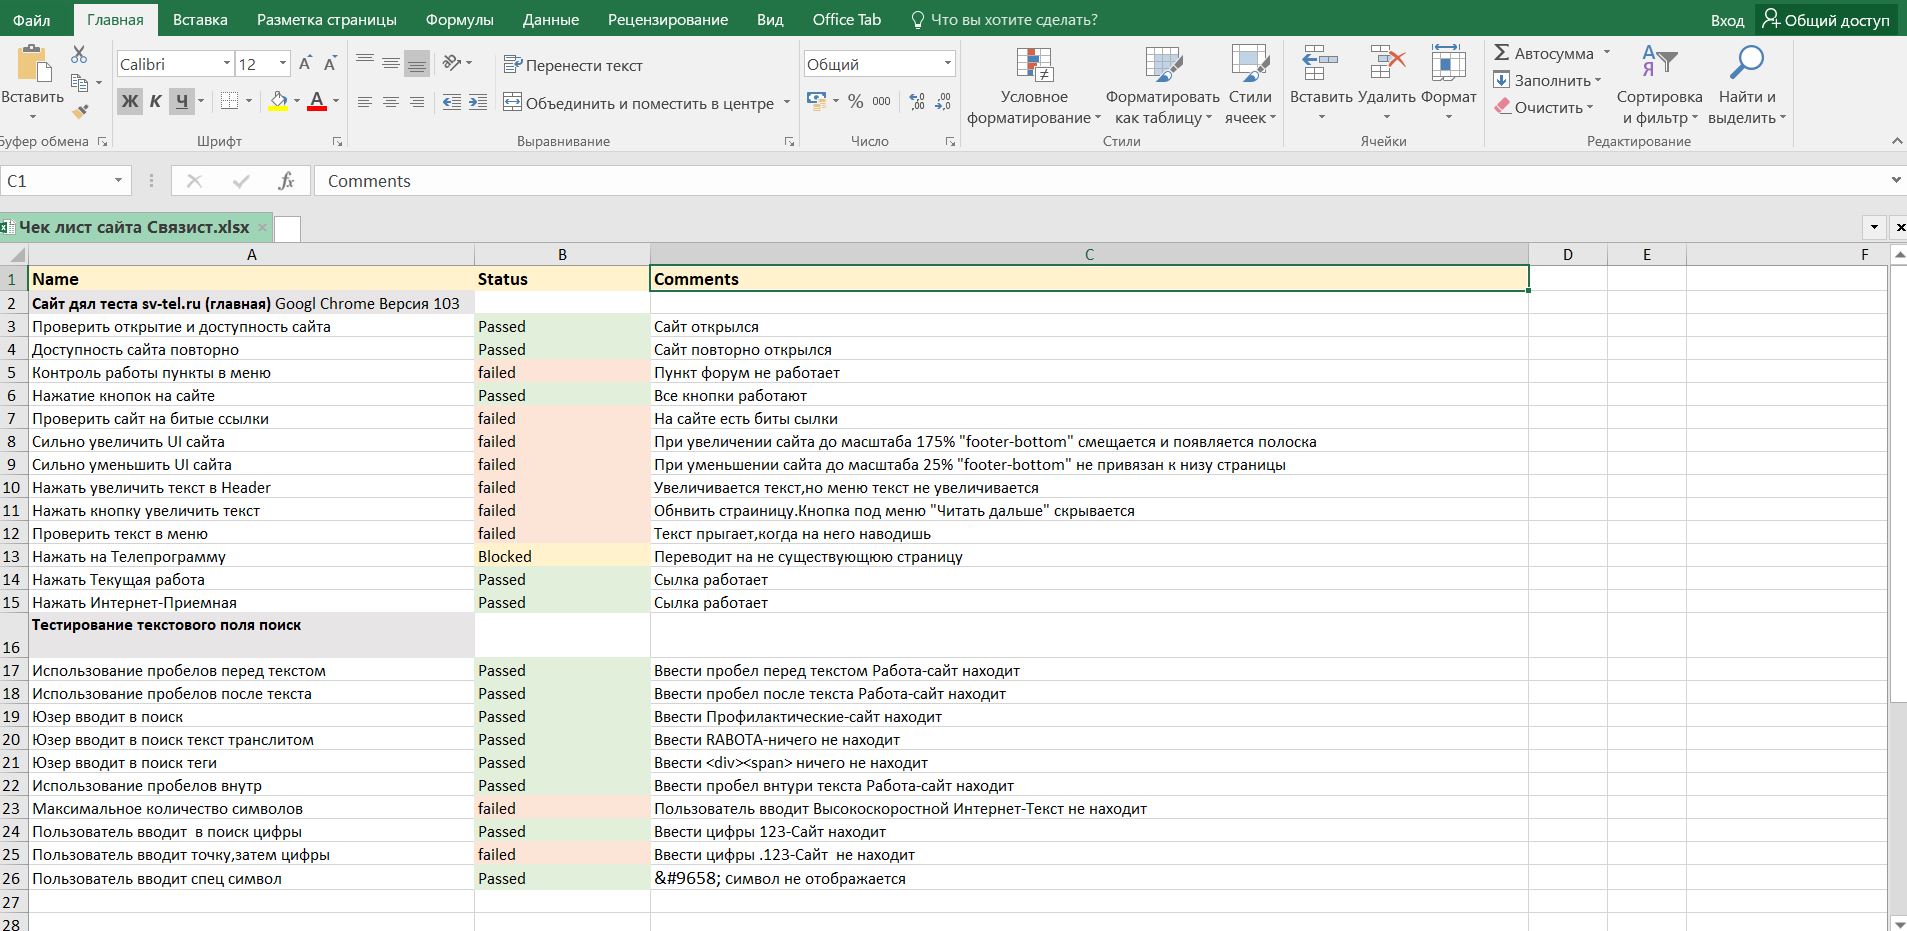 Файл Главная Вставка Разметка страницы Формулы Данные Рецензирование Вид Office Tab Что вы хотите сделать? Вход Общий доступ
Вставить
Буфер обмена
Calibri 12
Ж К Ч
Шрифт
Перенести текст
Объединить и поместить в центре
Выравнивание
Общий
% 000 ,00 ,00
Число
Условное форматирование
Форматировать как таблицу
Стили ячеек
Стили
Вставить Удалить Формат
Ячейки
Автосумма
Заполнить
Очистить
Сортировка и фильтр
Найти и выделить
Редактирование
C1 fx Comments
Чек лист сайта Связист.xlsx
A B C D E F
1 Name Status Comments
2 Сайт дял теста sv-tel.ru (главная) Googl Chrome Версия 103
3 Проверить открытие и доступность сайта Passed Сайт открылся
4 Доступность сайта повторно Passed Сайт повторно открылся
5 Контроль работы пункты в меню failed Пункт форум не работает
6 Нажатие кнопок на сайте Passed Все кнопки работают
7 Проверить сайт на битые ссылки failed На сайте есть биты сылки
8 Сильно увеличить UI сайта failed При увеличении сайта до масштаба 175% "footer-bottom" смещается и появляется полоска
9 Сильно уменьшить UI сайта failed При уменьшении сайта до масштаба 25% "footer-bottom" не привязан к низу страницы
10 Нажать увеличить текст в Header failed Увеличивается текст,но меню текст не увеличивается
11 Нажать кнопку увеличить текст failed Обнвить страиницу.Кнопка под меню "Читать дальше" скрывается
12 Проверить текст в меню failed Текст прыгает,когда на него наводишь
13 Нажать на Телепрограмму Blocked Переводит на не существующюю страницу
14 Нажать Текущая работа Passed Сылка работает
15 Нажать Интернет-Приемная Passed Сылка работает
16 Тестирование текстового поля поиск
17 Использование пробелов перед текстом Passed Ввести пробел перед текстом Работа-сайт находит
18 Использование пробелов после текста Passed Ввести пробел после текста Работа-сайт находит
19 Юзер вводит в поиск Passed Ввести Профилактические-сайт находит
20 Юзер вводит в поиск текст транслитом Passed Ввести RABOTA-ничего не находит
21 Юзер вводит в поиск теги Passed Ввести <div><span> ничего не находит
22 Использование пробелов внутр Passed Ввести пробел внтури текста Работа-сайт находит
23 Максимальное количество символов failed Пользователь вводит Высокоскоростной Интернет-Текст не находит
24 Пользователь вводит  в поиск цифры Passed Ввести цифры 123-Сайт находит
25 Пользователь вводит точку,затем цифры failed Ввести цифры .123-Сайт  не находит
26 Пользователь вводит спец символ Passed &#9658; символ не отображается
27
28